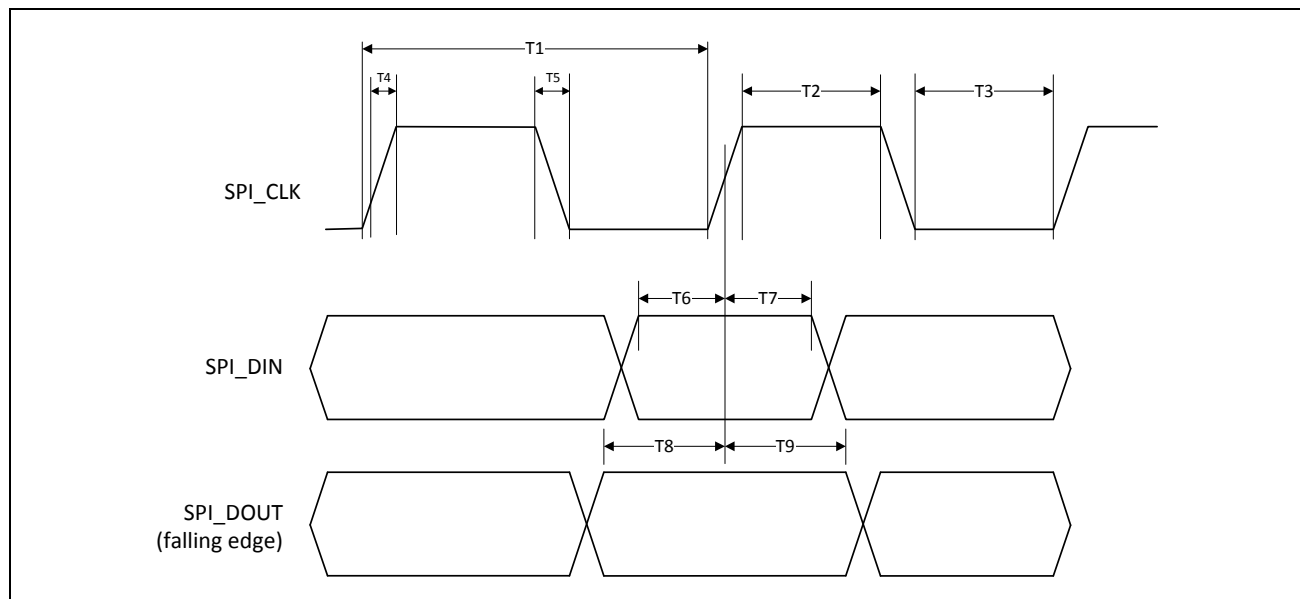 T1
T4
T5
T2
T3
SPI_CLK
T6
T7
SPI_DIN
T8
T9
SPI_DOUT
(falling edge)